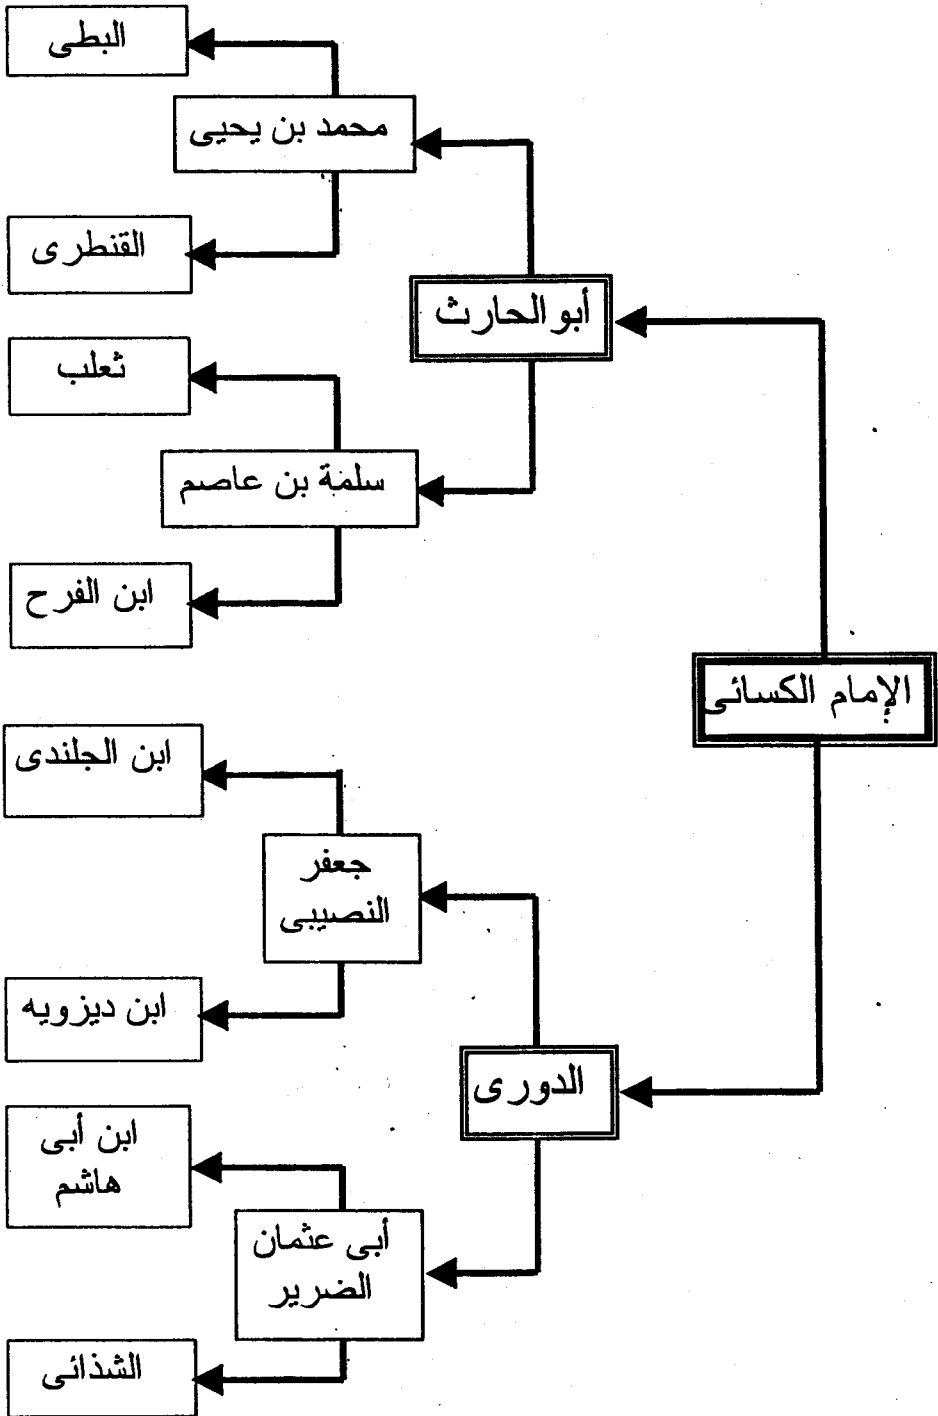 البطى
محمد بن يحيى
القنطرى
أبو الحارث
ثعلب
سلمة بن عاصم
ابن الفرح
الإمام الكسائى
ابن الجلندى
جعفر
النصيبى
ابن ديزويه
الدورى
ابن أبى
هاشم
أبى عثمان
الضرير
الشذائى